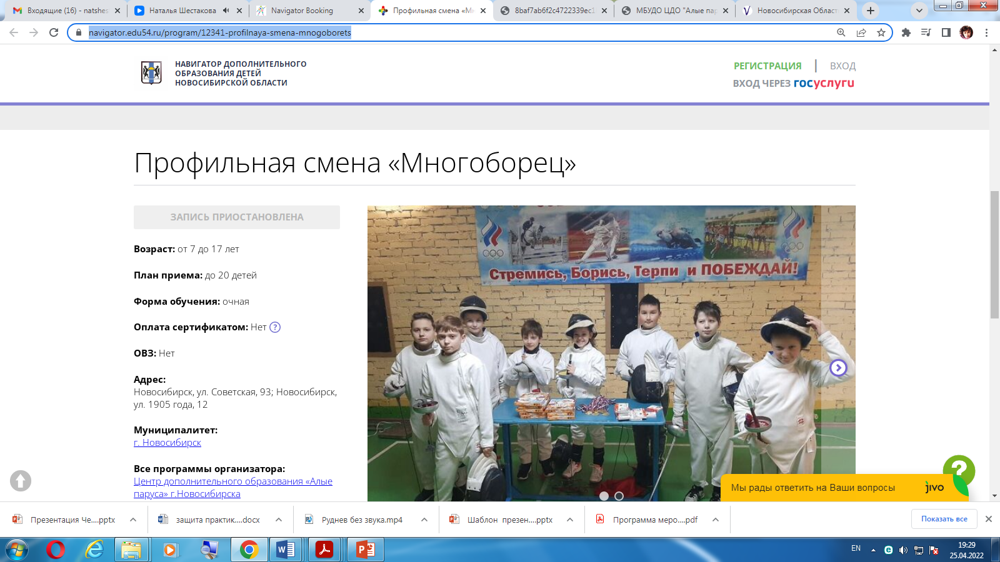 Входящие (16) - natshes
Наталья Шестакова
Navigator Booking
Профильная смена «Мн
8baf7ab6f2c4722339ec1
МБУДО ЦДО "Алые пар
Новосибирская Област
navigator.edu54.ru/program/12341-profilnaya-smena-mnogoborets
НАВИГАТОР ДОПОЛНИТЕЛЬНОГО
ОБРАЗОВАНИЯ ДЕТЕЙ
НОВОСИБИРСКОЙ ОБЛАСТИ
РЕГИСТРАЦИЯ | ВХОД
ВХОД ЧЕРЕЗ госуслуги
Профильная смена «Многоборец»
ЗАПИСЬ ПРИОСТАНОВЛЕНА
Возраст: от 7 до 17 лет
План приема: до 20 детей
Форма обучения: очная
Оплата сертификатом: Нет ?
ОВЗ: Нет
Адрес:
Новосибирск, ул. Советская, 93; Новосибирск,
ул. 1905 года, 12
Муниципалитет:
г. Новосибирск
Все программы организатора:
Центр дополнительного образования «Алые
паруса» г.Новосибирска
Стремись, Борись, Терпи и ПОБЕЖДАЙ!
?
Мы рады ответить на Ваши вопросы jivo
Презентация Че....pptx
защита практик....docx
Руднев без звука.mp4
Шаблон презен....pptx
Программа меро....pdf
Показать все
EN
19:29
25.04.2022